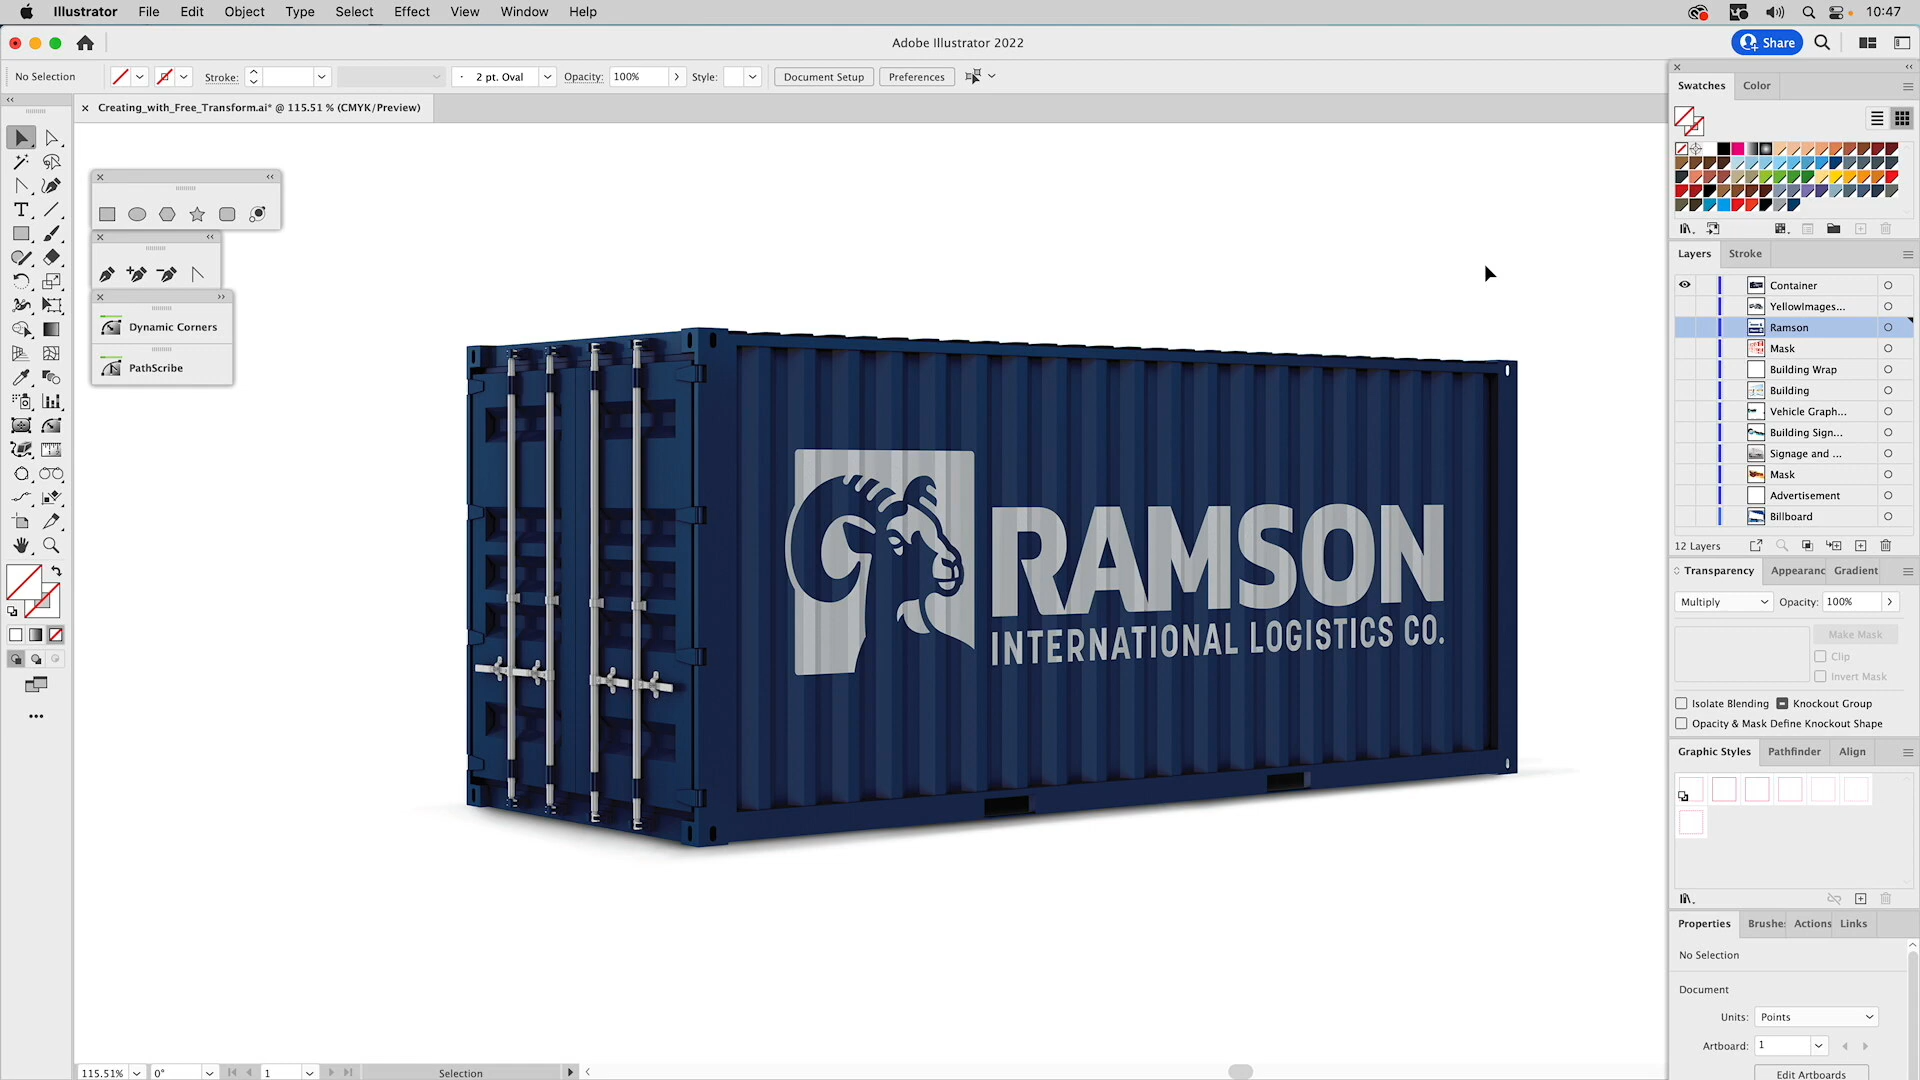 Illustrator File Edit Object Type Select Effect View Window Help 10:47
Adobe Illustrator 2022
Share
No Selection Stroke: 2 pt. Oval Opacity: 100% Style: Document Setup Preferences
Creating_with_Free_Transform.ai* @ 115.51 % (CMYK/Preview)
Dynamic Corners
PathScribe
RAMSON
INTERNATIONAL LOGISTICS CO.
Swatches Color
Layers Stroke
Container
YellowImages...
Ramson
Mask
Building Wrap
Building
Vehicle Graph...
Building Sign...
Signage and ...
Mask
Advertisement
Billboard
12 Layers
Transparency Appearanc Gradient
Multiply Opacity: 100%
Make Mask
Clip
Invert Mask
Isolate Blending Knockout Group
Opacity & Mask Define Knockout Shape
Graphic Styles Pathfinder Align
Properties Brushe: Actions Links
No Selection
Document
Units: Points
Artboard: 1
Edit Artboards
115.51% 0° 1 Selection